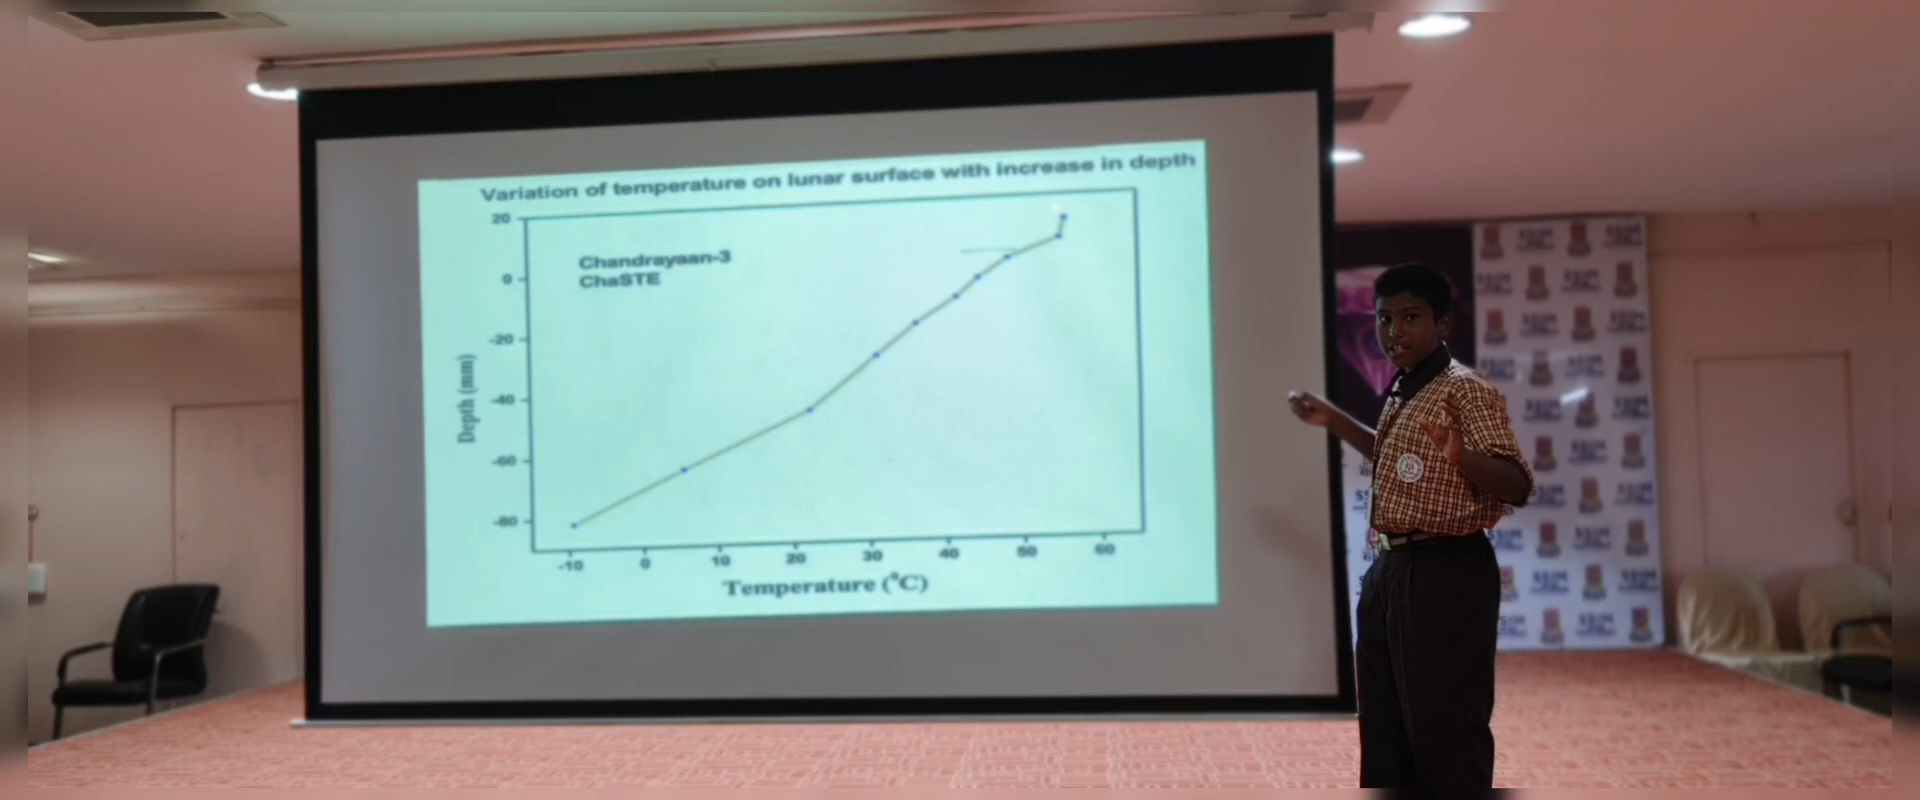 Variation of temperature on lunar surface with increase in depth
20
Chandrayaan-3
ChaSTE
0
-20
-40
-60
-80
Depth (mm)
-10 0 10 20 30 40 50 60
Temperature (°C)